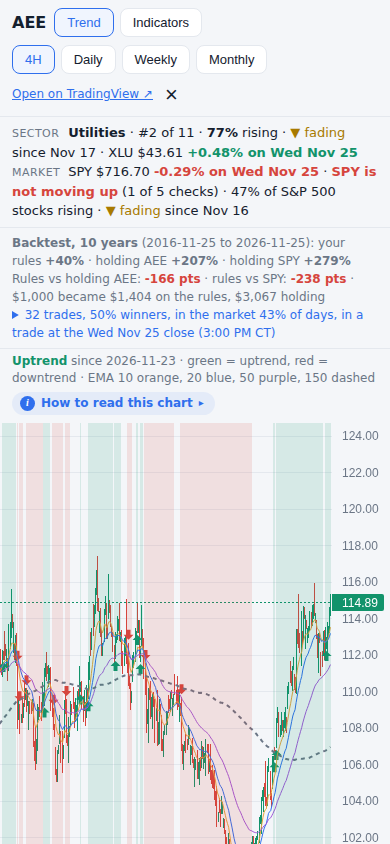 AEE Trend Indicators
4H Daily Weekly Monthly
Open on TradingView ↗ ✕
SECTOR Utilities · #2 of 11 · 77% rising · ▼ fading
since Nov 17 · XLU $43.61 +0.48% on Wed Nov 25
MARKET SPY $716.70 -0.29% on Wed Nov 25 · SPY is
not moving up (1 of 5 checks) · 47% of S&P 500
stocks rising · ▼ fading since Nov 16
Backtest, 10 years (2016-11-25 to 2026-11-25): your
rules +40% · holding AEE +207% · holding SPY +279%
Rules vs holding AEE: -166 pts · rules vs SPY: -238 pts ·
$1,000 became $1,404 on the rules, $3,067 holding
▶ 32 trades, 50% winners, in the market 43% of days, in a
trade at the Wed Nov 25 close (3:00 PM CT)
Uptrend since 2026-11-23 · green = uptrend, red =
downtrend · EMA 10 orange, 20 blue, 50 purple, 150 dashed
i How to read this chart ▸
124.00
122.00
120.00
118.00
116.00
114.89
114.00
112.00
110.00
108.00
106.00
104.00
102.00